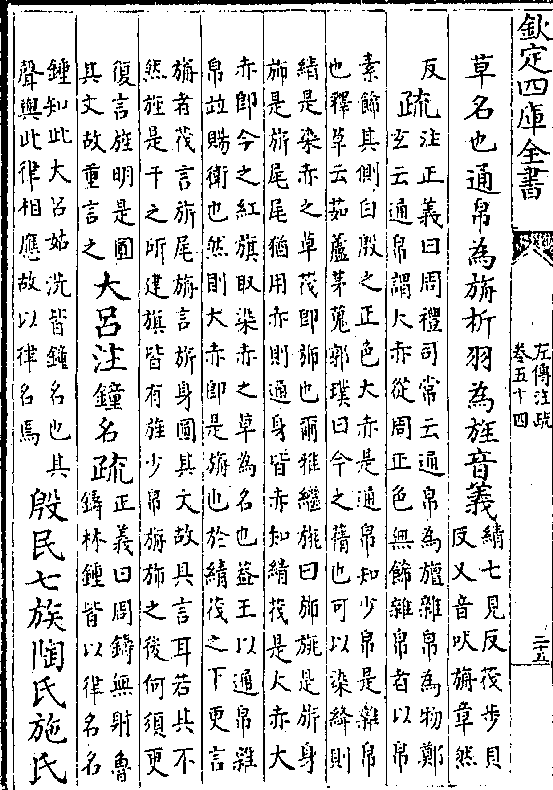 欽定四庫全書
左傳注疏
卷五十四
二十五
草名也通帛為旃析羽為旌音義
綪七見反茷步貝
反又音吠旃章然
反疏
注正義曰周禮司常云通帛為旜雜帛為物鄭
玄云通帛謂大赤從周正色無飾雜帛者以帛
素飾其側白殷之正色大赤是通帛知少帛是雜帛
也釋草云茹藘茅蒐郭璞曰今之蒨也可以染絳則
綪是染赤之草茷即斾也爾雅繼旐曰斾旐是旂身
斾是旂尾尾猶用赤則通身皆赤知綪茷是大赤大
赤即今之紅旗取染赤之草為名也蓋王以通帛雜
帛並賜衛也然則大赤即是旃也於綪茷之下更言
旃者茷言旂尾旃言旂身圓其文故具言耳若其不
然旌是干之所建旗皆有旌少帛旃斾之後何須更
復言旌明是圓
其文故重言之
大呂注鐘名疏
正義曰周鑄無射魯
鑄林鍾皆以律名名
鍾知此大呂姑洗皆鐘名也其
聲與此律相應故以律名焉
殷民七族陶氏施氏